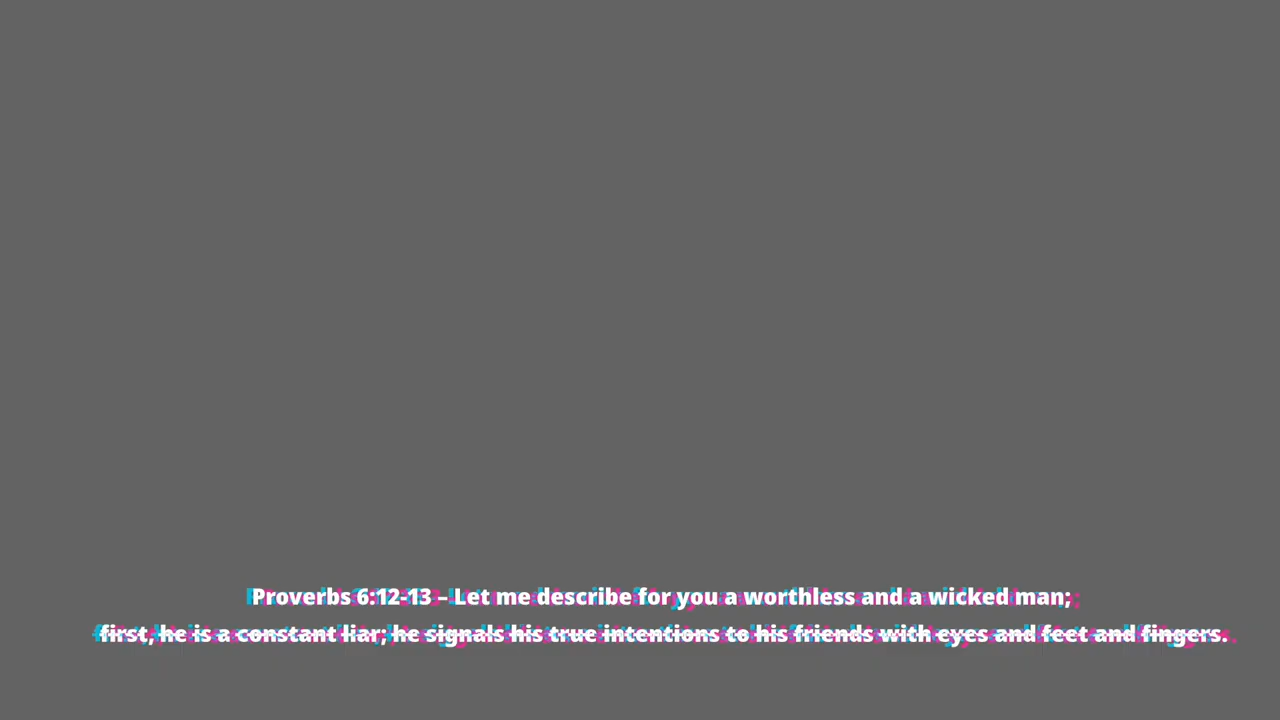 Proverbs 6:12-13 – Let me describe for you a worthless and a wicked man;
first, he is a constant liar; he signals his true intentions to his friends with eyes and feet and fingers.